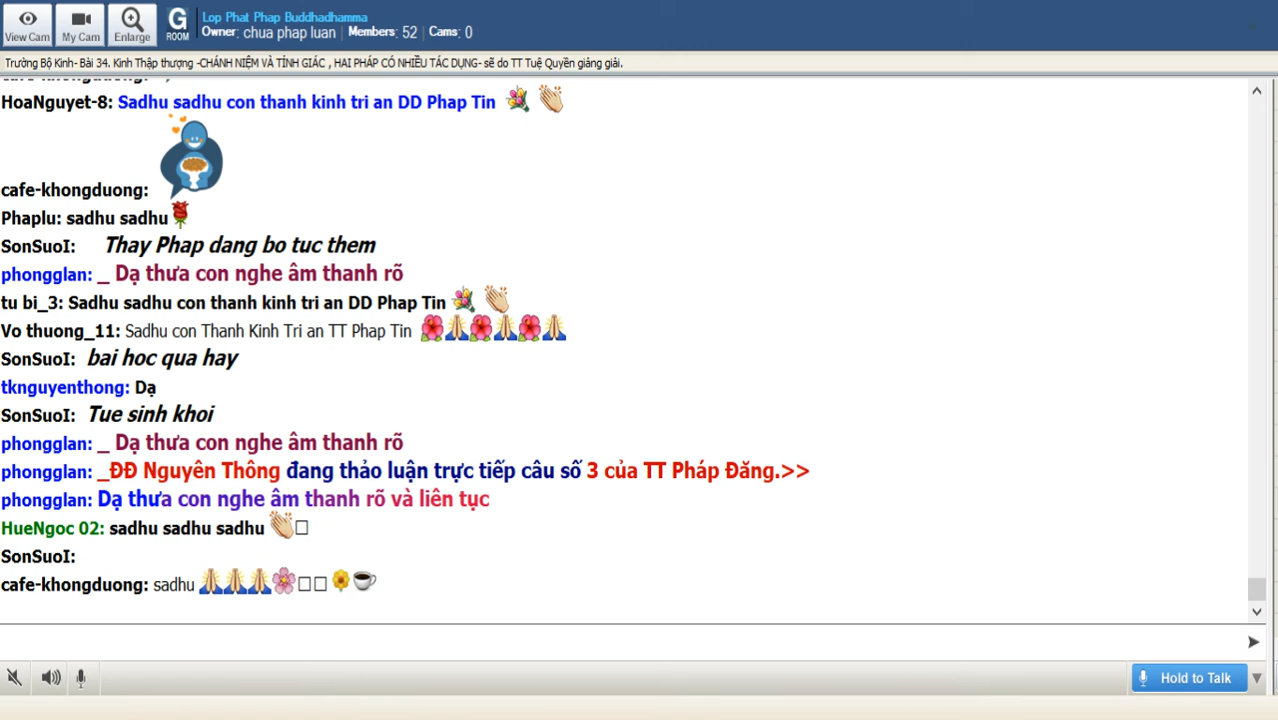 View Cam
My Cam
Enlarge
G
ROOM
Lop Phat Phap Buddhadhamma
Owner: chua phap luan | Members: 52 | Cams: 0
Trường Bộ Kinh- Bài 34. Kinh Thập thượng -CHÁNH NIỆM VÀ TỈNH GIÁC , HAI PHÁP CÓ NHIỀU TÁC DỤNG- sẽ do TT Tuệ Quyền giảng giải.
HoaNguyet-8: Sadhu sadhu con thanh kinh tri an DD Phap Tin
cafe-khongduong:
Phaplu: sadhu sadhu
SonSuoI: Thay Phap dang bo tuc them
phongglan: _ Dạ thưa con nghe âm thanh rõ
tu bi_3: Sadhu sadhu con thanh kinh tri an DD Phap Tin
Vo thuong_11: Sadhu con Thanh Kinh Tri an TT Phap Tin
SonSuoI: bai hoc qua hay
tknguyenthong: Dạ
SonSuoI: Tue sinh khoi
phongglan: _ Dạ thưa con nghe âm thanh rõ
phongglan: _ĐĐ Nguyên Thông đang thảo luận trực tiếp câu số 3 của TT Pháp Đăng.>>
phongglan: Dạ thưa con nghe âm thanh rõ và liên tục
HueNgoc 02: sadhu sadhu sadhu
SonSuoI:
cafe-khongduong: sadhu
Hold to Talk